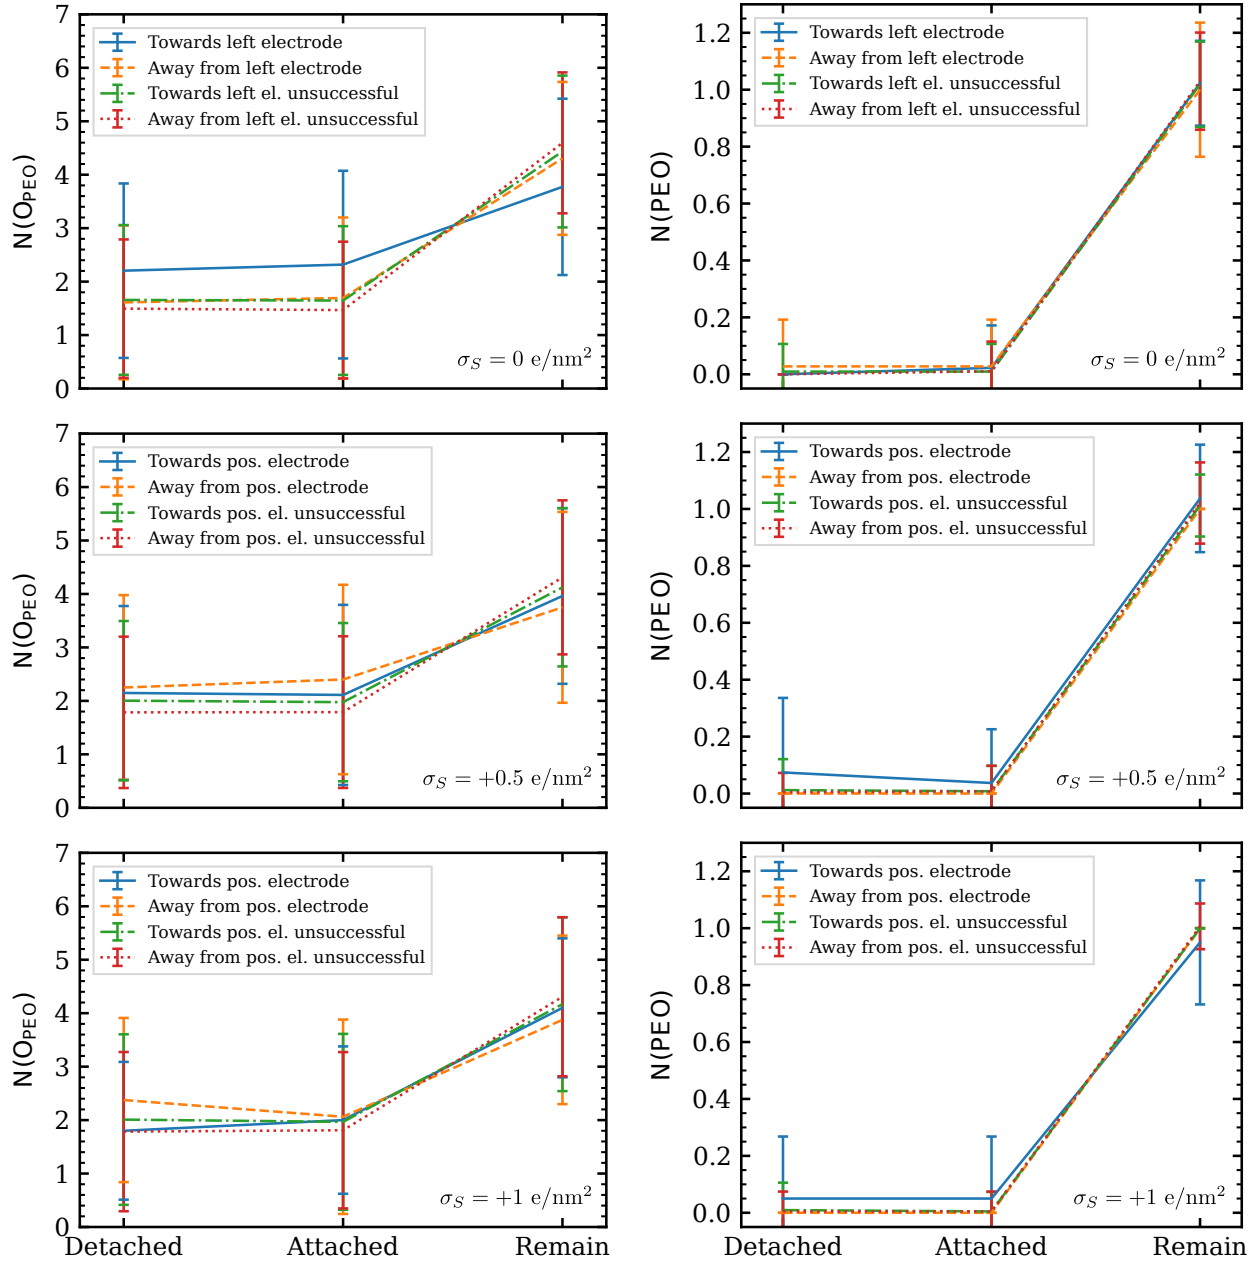 7
6
5
4
3
2
1
0
N(O_PEO)
Towards left electrode
Away from left electrode
Towards left el. unsuccessful
Away from left el. unsuccessful
σ_S = 0 e/nm²
1.2
1.0
0.8
0.6
0.4
0.2
0.0
N(PEO)
Towards left electrode
Away from left electrode
Towards left el. unsuccessful
Away from left el. unsuccessful
σ_S = 0 e/nm²
7
6
5
4
3
2
1
0
N(O_PEO)
Towards pos. electrode
Away from pos. electrode
Towards pos. el. unsuccessful
Away from pos. el. unsuccessful
σ_S = +0.5 e/nm²
1.2
1.0
0.8
0.6
0.4
0.2
0.0
N(PEO)
Towards pos. electrode
Away from pos. electrode
Towards pos. el. unsuccessful
Away from pos. el. unsuccessful
σ_S = +0.5 e/nm²
7
6
5
4
3
2
1
0
N(O_PEO)
Towards pos. electrode
Away from pos. electrode
Towards pos. el. unsuccessful
Away from pos. el. unsuccessful
σ_S = +1 e/nm²
Detached Attached Remain
1.2
1.0
0.8
0.6
0.4
0.2
0.0
N(PEO)
Towards pos. electrode
Away from pos. electrode
Towards pos. el. unsuccessful
Away from pos. el. unsuccessful
σ_S = +1 e/nm²
Detached Attached Remain